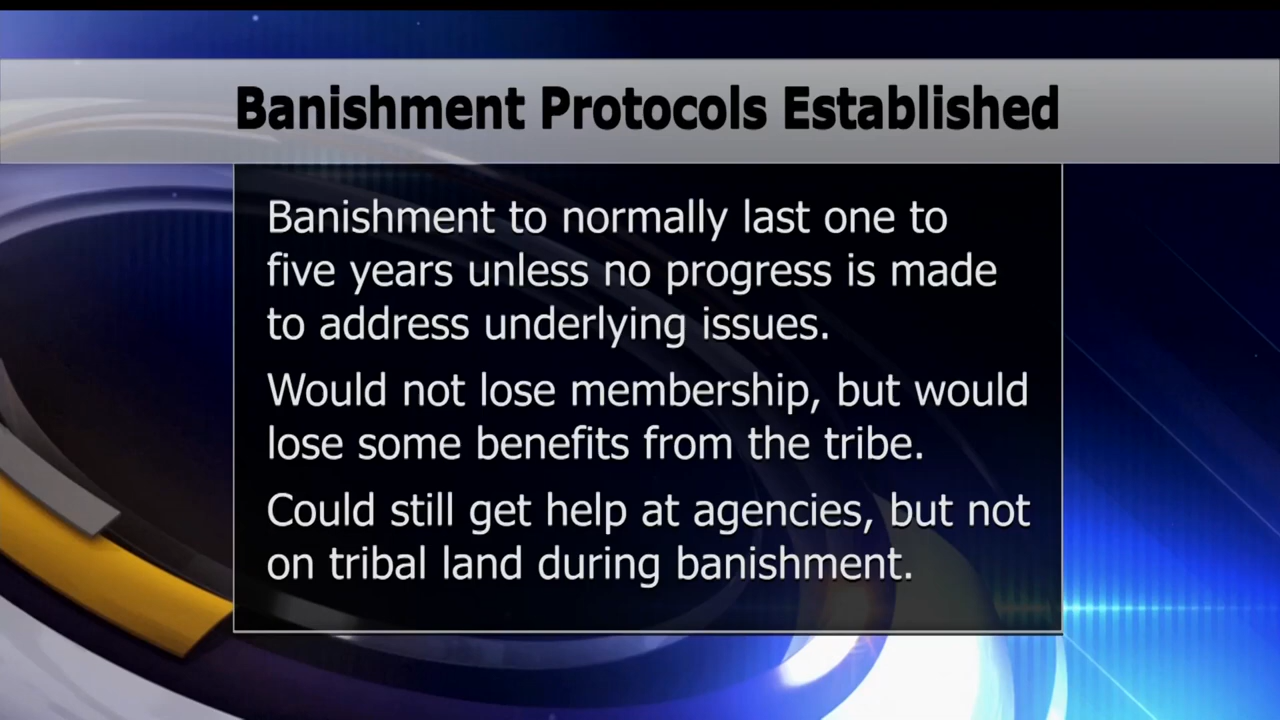 Banishment Protocols Established
Banishment to normally last one to
five years unless no progress is made
to address underlying issues.
Would not lose membership, but would
lose some benefits from the tribe.
Could still get help at agencies, but not
on tribal land during banishment.